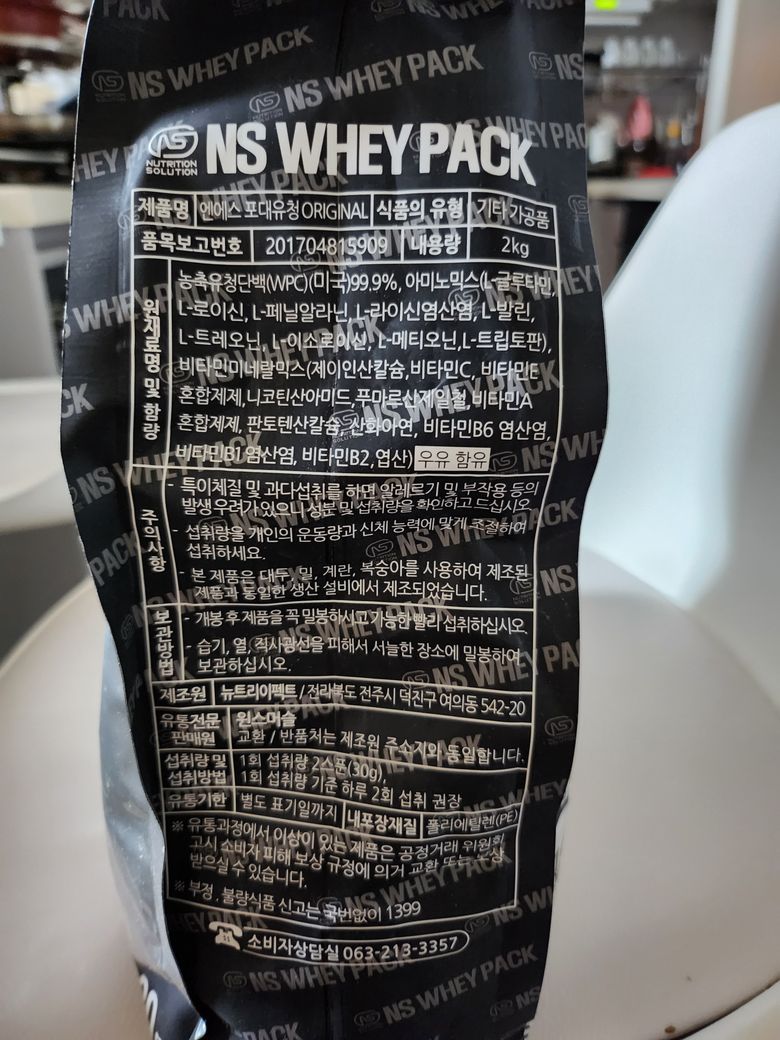 NS WHEY PACK
NS WHEY PACK
NS NUTRITION SOLUTION NS WHEY PACK
제품명 엔에스 포대유청 ORIGINAL 식품의 유형 기타가공품
품목보고번호 201704815909 내용량 2kg
원재료명 및 함량
농축유청단백(WPC)(미국)99.9%, 아미노믹스(L-글루타민,
L-로이신, L-페닐알라닌, L-라이신염산염, L-발린,
L-트레오닌, L-이소로이신, L-메티오닌,L-트립토판),
비타민미네랄믹스(제이인산칼슘,비타민C, 비타민E
혼합제제,니코틴산아미드,푸마르산제일철,비타민A
혼합제제, 판토텐산칼슘, 산화아연, 비타민B6 염산염,
비타민B1염산염, 비타민B2,엽산) 우유 함유
주의사항
- 특이체질 및 과다섭취를 하면 알레르기 및 부작용 등의
발생우려가 있으니 성분 및 섭취량을 확인하고 드십시오.
- 섭취량을 개인의 운동량과 신체 능력에 맞게 조절하여
섭취하세요.
- 본 제품은 대두, 밀, 계란, 복숭아를 사용하여 제조된
제품과 동일한 생산 설비에서 제조되었습니다.
보관방법
- 개봉 후 제품을 꼭 밀봉하시고 가능한 빨리 섭취하십시오.
- 습기, 열, 직사광선을 피해서 서늘한 장소에 밀봉하여
보관하십시오.
제조원 뉴트리이펙트 / 전라북도 전주시 덕진구 여의동 542-20
유통전문판매원 원스머슬
교환 / 반품처는 제조원 주소지와 동일합니다.
섭취량 및 섭취방법 1회 섭취량 2스푼(30g),
1회 섭취량 기준 하루 2회 섭취 권장
유통기한 별도 표기일까지 내포장재질 폴리에틸렌(PE)
※ 유통과정에서 이상이 있는 제품은 공정거래 위원회
고시 소비자 피해 보상 규정에 의거 교환 또는 보상
받으실 수 있습니다.
※ 부정, 불량식품 신고는 국번없이 1399
소비자상담실 063-213-3357
NS WHEY PACK
NS WHEY PACK